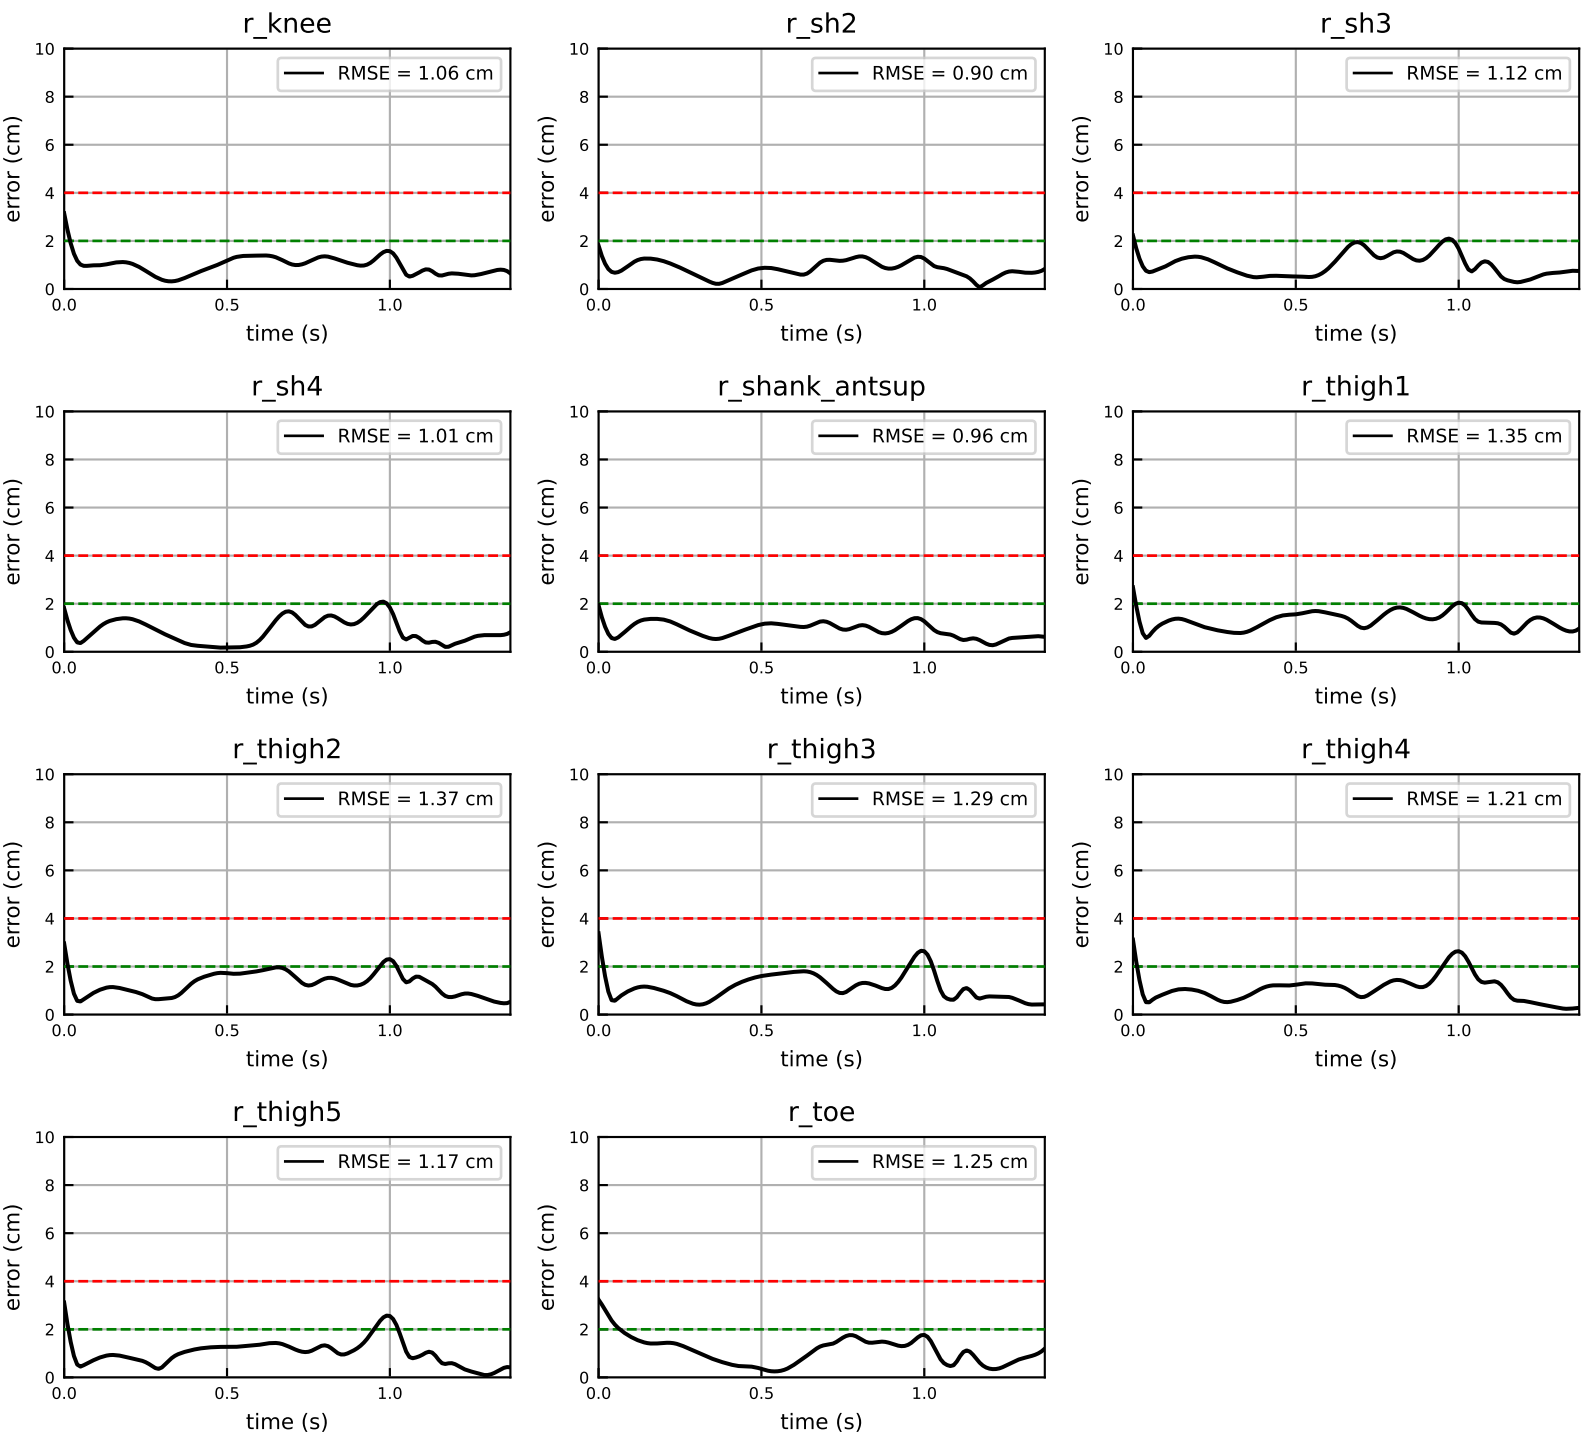 r_knee
r_sh2
r_sh3
10
8
6
4
2
0
error (cm)
RMSE = 1.06 cm
0.0
0.5
1.0
time (s)
10
8
6
4
2
0
error (cm)
RMSE = 0.90 cm
0.0
0.5
1.0
time (s)
10
8
6
4
2
0
error (cm)
RMSE = 1.12 cm
0.0
0.5
1.0
time (s)
r_sh4
r_shank_antsup
r_thigh1
10
8
6
4
2
0
error (cm)
RMSE = 1.01 cm
0.0
0.5
1.0
time (s)
10
8
6
4
2
0
error (cm)
RMSE = 0.96 cm
0.0
0.5
1.0
time (s)
10
8
6
4
2
0
error (cm)
RMSE = 1.35 cm
0.0
0.5
1.0
time (s)
r_thigh2
r_thigh3
r_thigh4
10
8
6
4
2
0
error (cm)
RMSE = 1.37 cm
0.0
0.5
1.0
time (s)
10
8
6
4
2
0
error (cm)
RMSE = 1.29 cm
0.0
0.5
1.0
time (s)
10
8
6
4
2
0
error (cm)
RMSE = 1.21 cm
0.0
0.5
1.0
time (s)
r_thigh5
r_toe
10
8
6
4
2
0
error (cm)
RMSE = 1.17 cm
0.0
0.5
1.0
time (s)
10
8
6
4
2
0
error (cm)
RMSE = 1.25 cm
0.0
0.5
1.0
time (s)